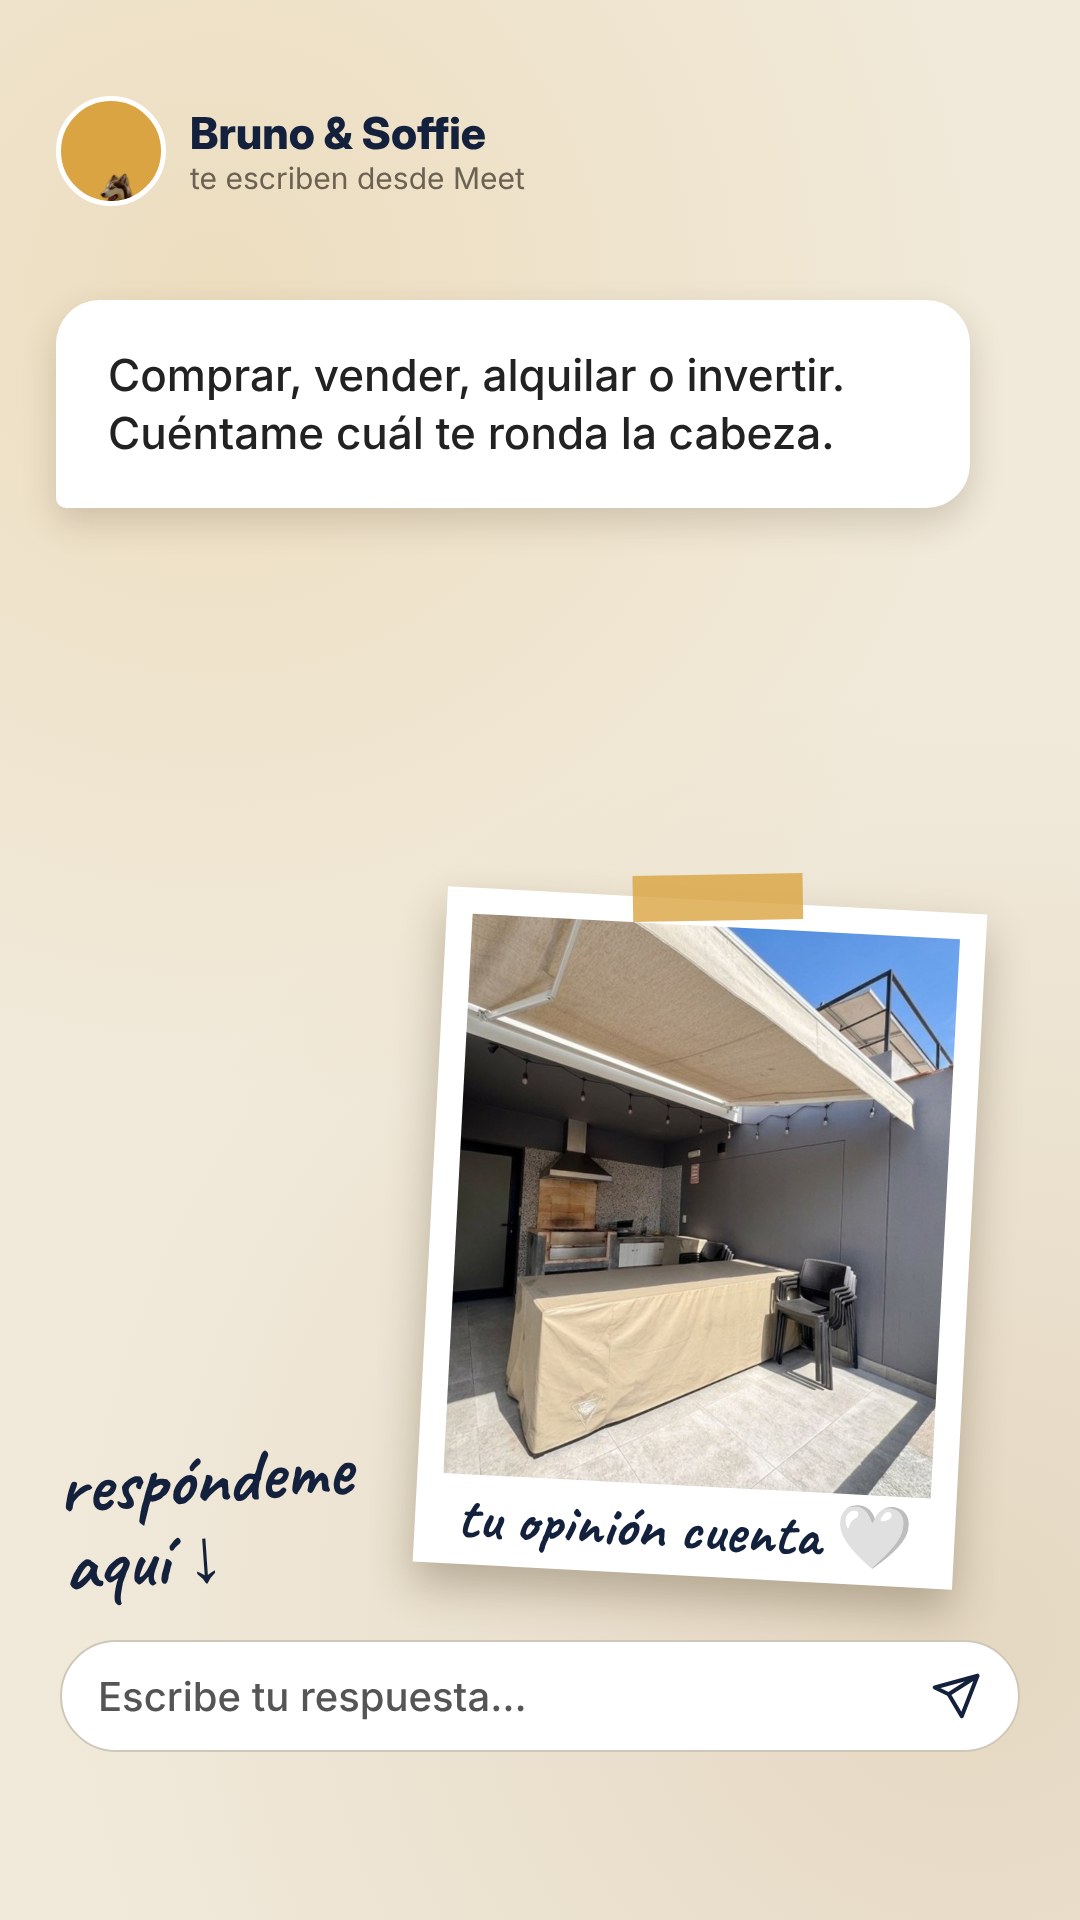 Bruno & Soffie
te escriben desde Meet
Comprar, vender, alquilar o invertir.
Cuéntame cuál te ronda la cabeza.
respóndeme
aquí ↓
tu opinión cuenta 🤍
Escribe tu respuesta...